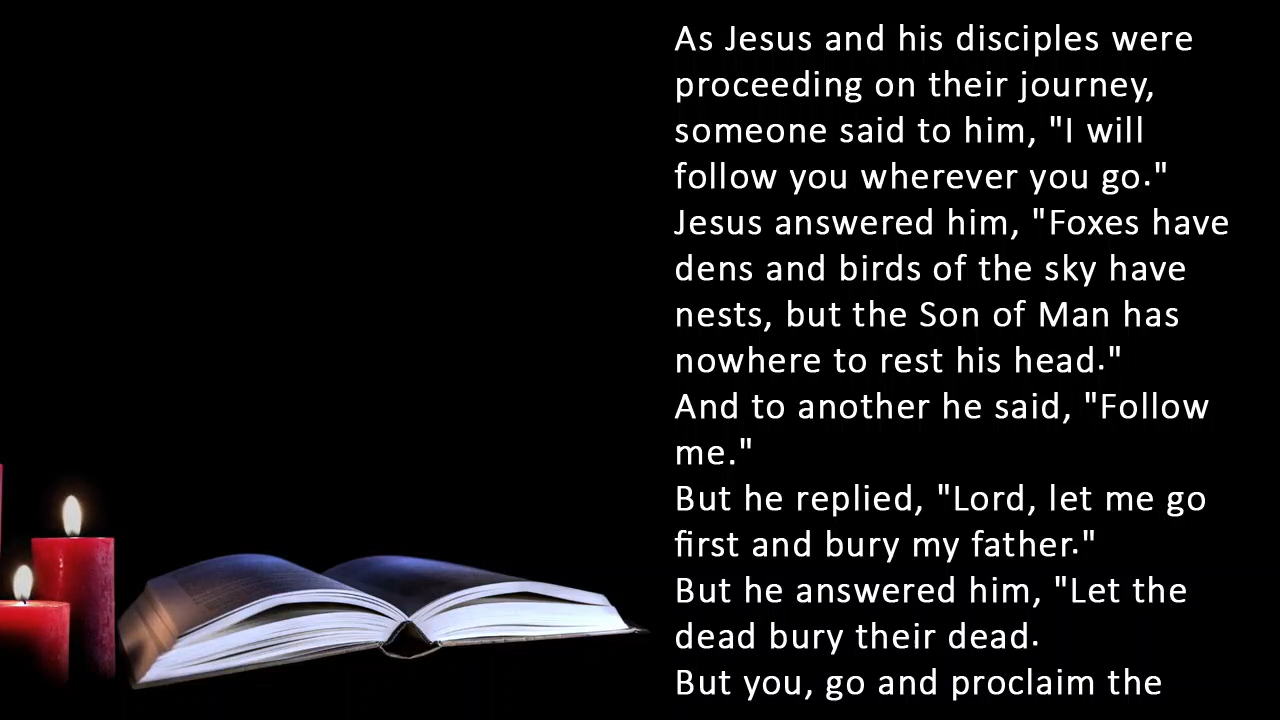 As Jesus and his disciples were
proceeding on their journey,
someone said to him, "I will
follow you wherever you go."
Jesus answered him, "Foxes have
dens and birds of the sky have
nests, but the Son of Man has
nowhere to rest his head."
And to another he said, "Follow
me."
But he replied, "Lord, let me go
first and bury my father."
But he answered him, "Let the
dead bury their dead.
But you, go and proclaim the